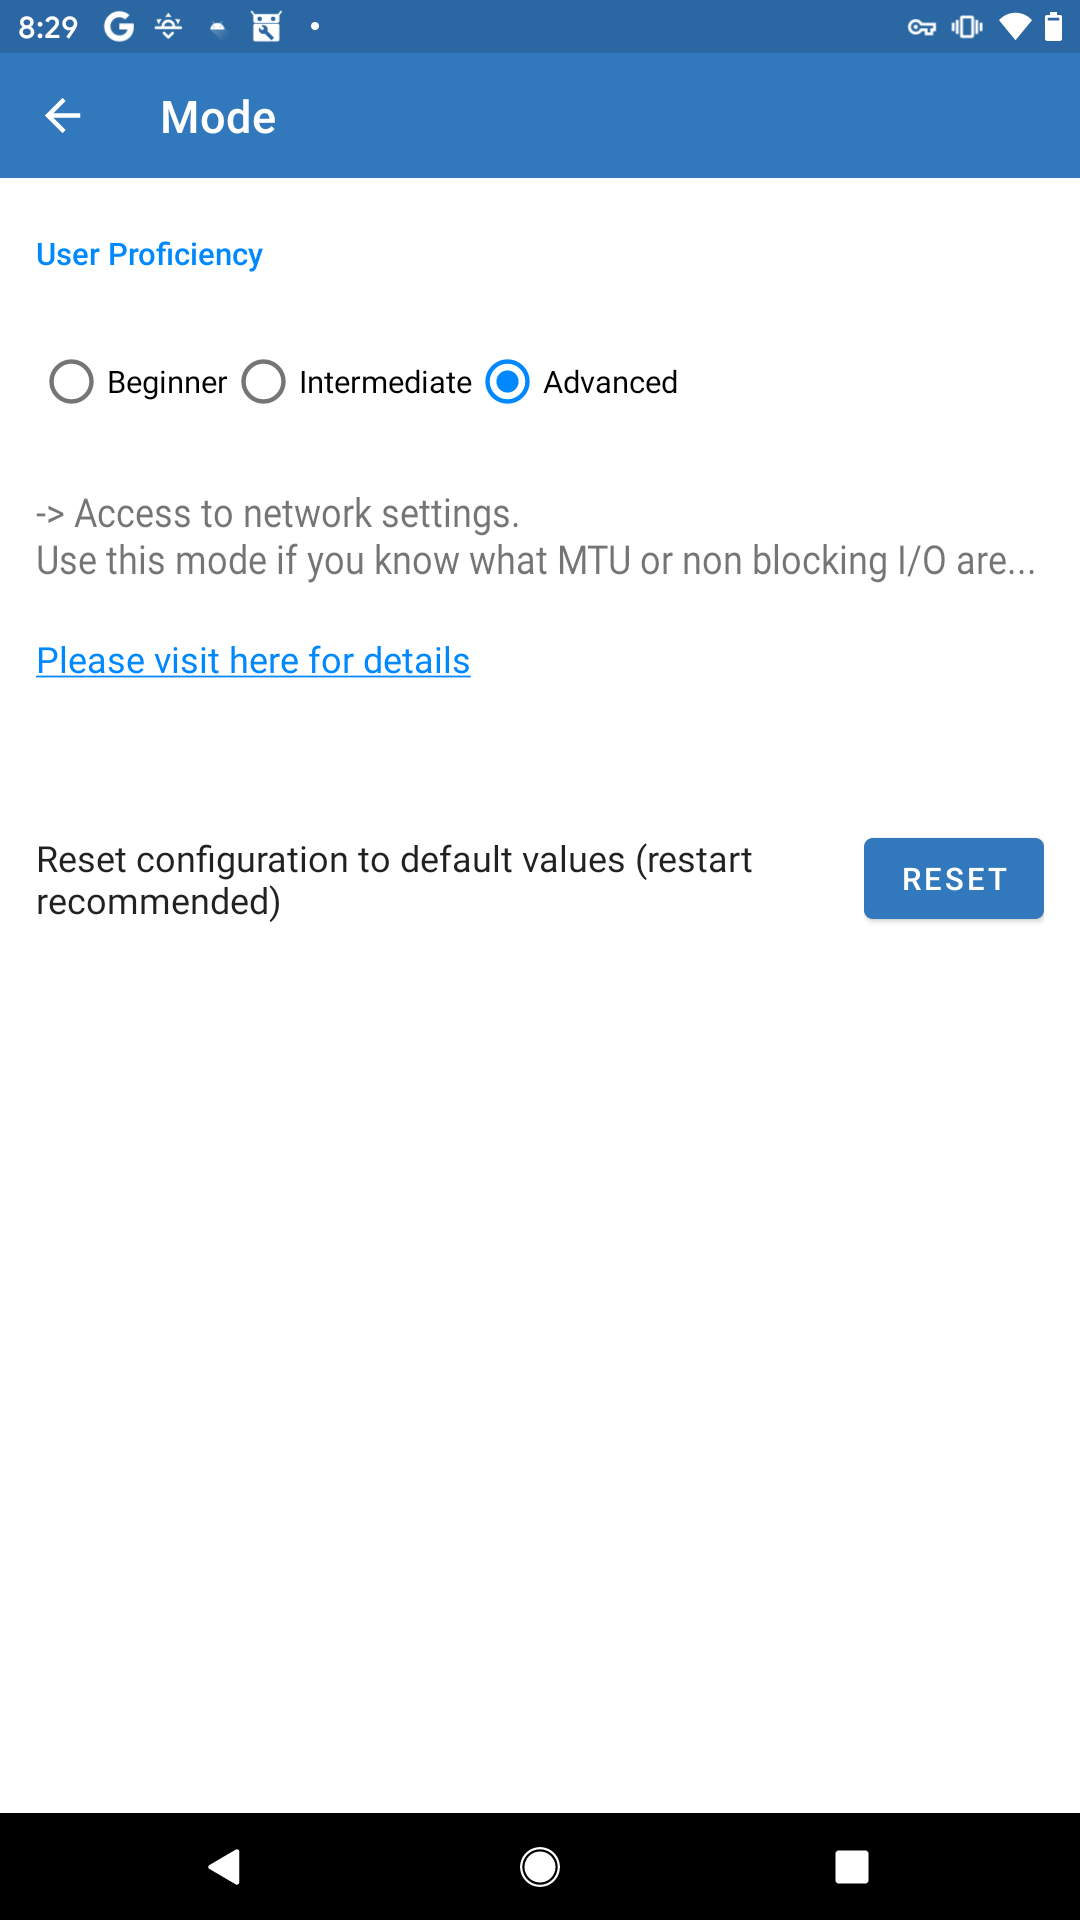 8:29
Mode
User Proficiency
Beginner Intermediate Advanced
-> Access to network settings.
Use this mode if you know what MTU or non blocking I/O are...
Please visit here for details
Reset configuration to default values (restart
recommended)
RESET